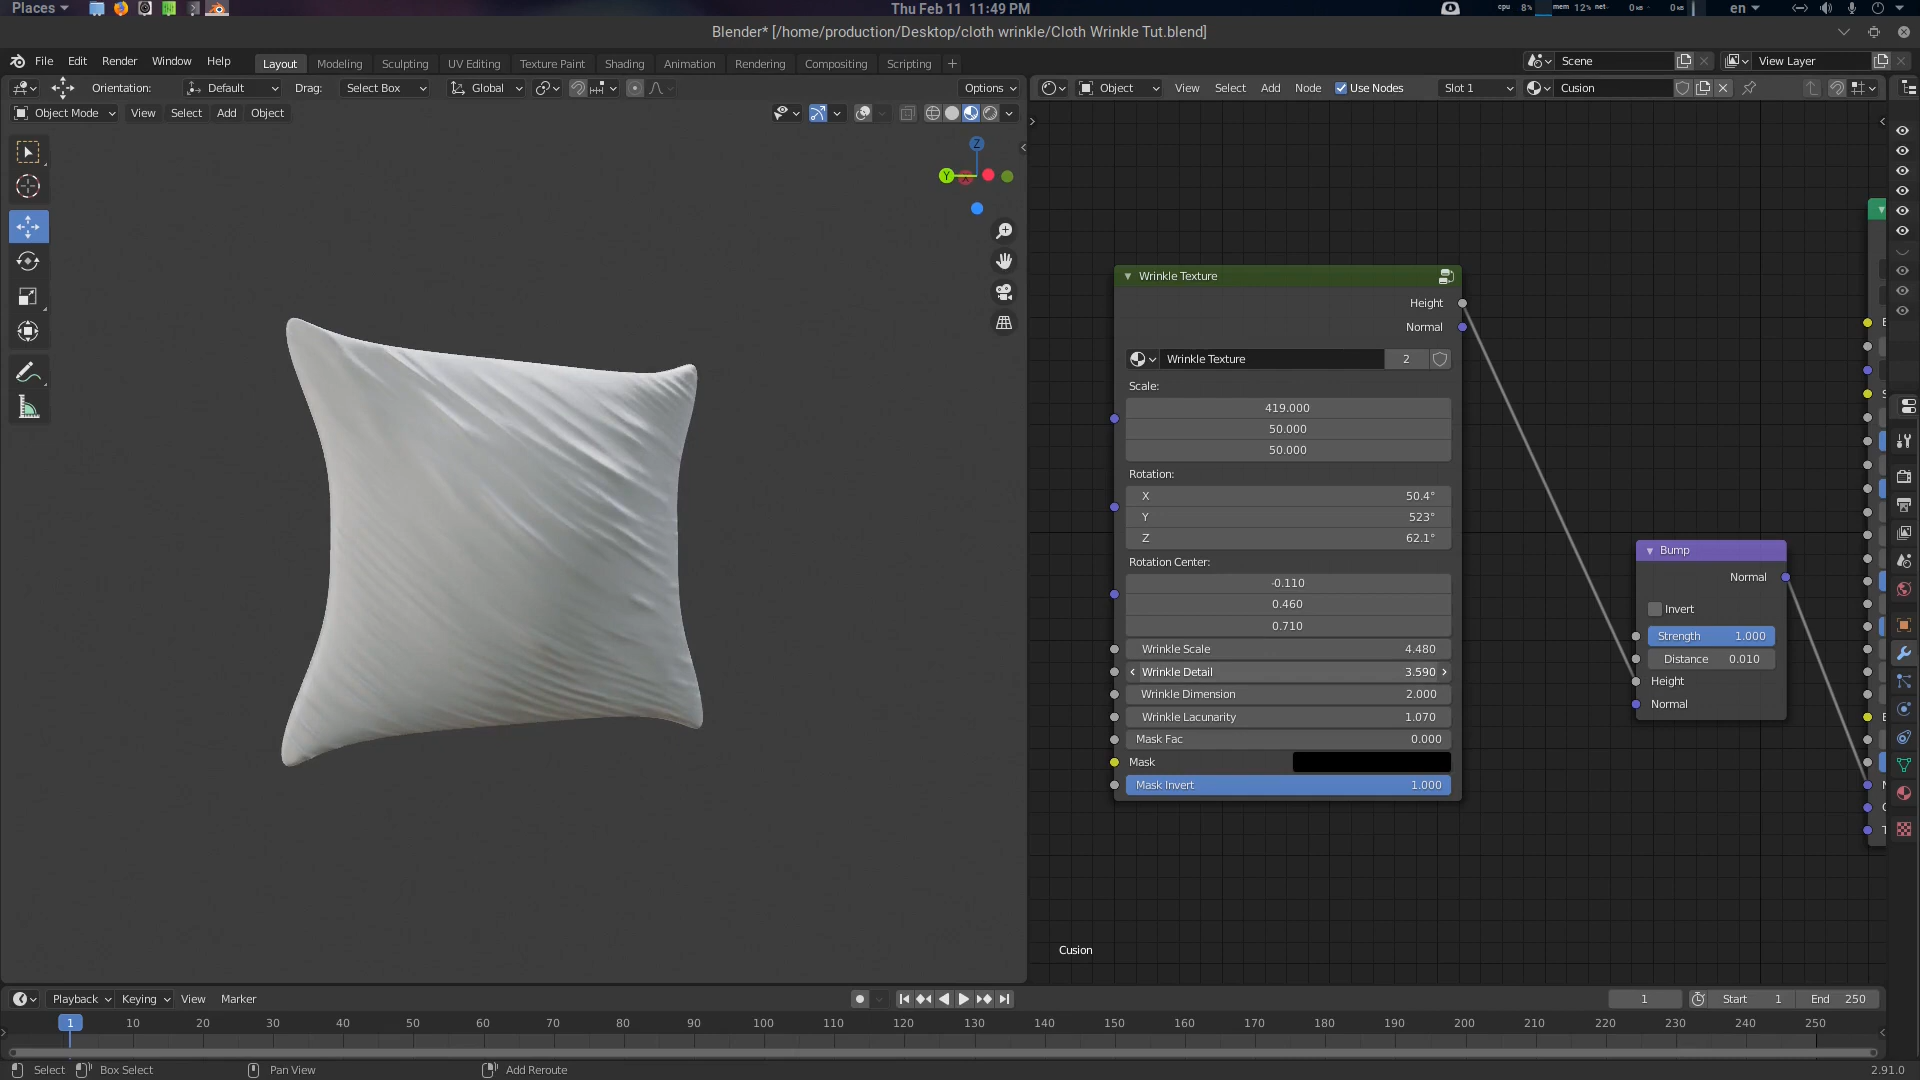 Places
Thu Feb 11 11:49 PM
cpu 8% mem 12% net 0 kB 0 kB en
Blender* [/home/production/Desktop/cloth wrinkle/Cloth Wrinkle Tut.blend]
File Edit Render Window Help Layout Modeling Sculpting UV Editing Texture Paint Shading Animation Rendering Compositing Scripting + Scene View Layer
Orientation: Default Drag: Select Box Global Options Object View Select Add Node Use Nodes Slot 1 Cusion
Object Mode View Select Add Object
Z
Y
X
Wrinkle Texture
Height
Normal
Wrinkle Texture 2
Scale:
419.000
50.000
50.000
Rotation:
X 50.4°
Y 523°
Z 62.1°
Rotation Center:
-0.110
0.460
0.710
Wrinkle Scale 4.480
Wrinkle Detail 3.590
Wrinkle Dimension 2.000
Wrinkle Lacunarity 1.070
Mask Fac 0.000
Mask
Mask Invert 1.000
Bump
Normal
Invert
Strength 1.000
Distance 0.010
Height
Normal
Cusion
Playback Keying View Marker 1 Start 1 End 250
1 10 20 30 40 50 60 70 80 90 100 110 120 130 140 150 160 170 180 190 200 210 220 230 240 250
Select Box Select Pan View Add Reroute 2.91.0